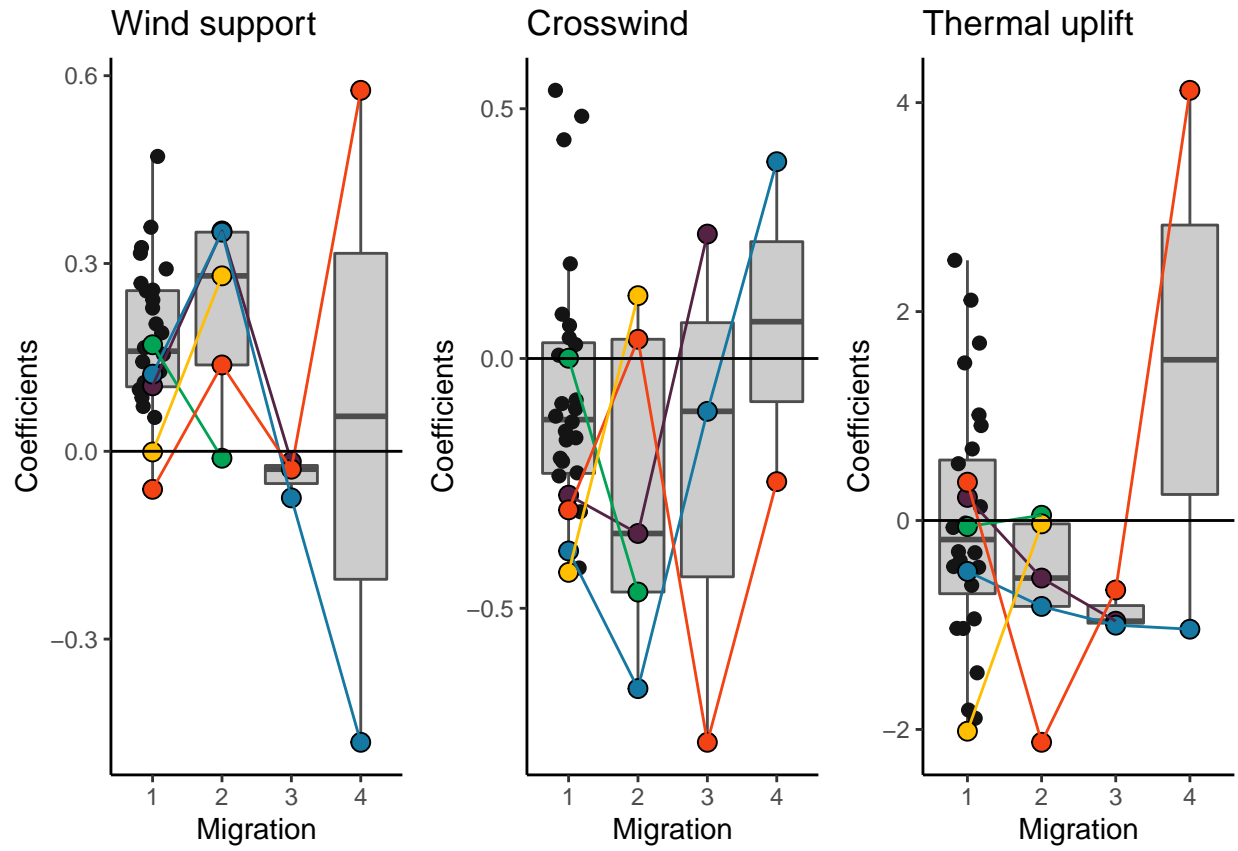 Wind support
Crosswind
Thermal uplift
Coefficients
0.6
0.3
0.0
−0.3
1 2 3 4
Migration
Coefficients
0.5
0.0
−0.5
1 2 3 4
Migration
Coefficients
4
2
0
−2
1 2 3 4
Migration